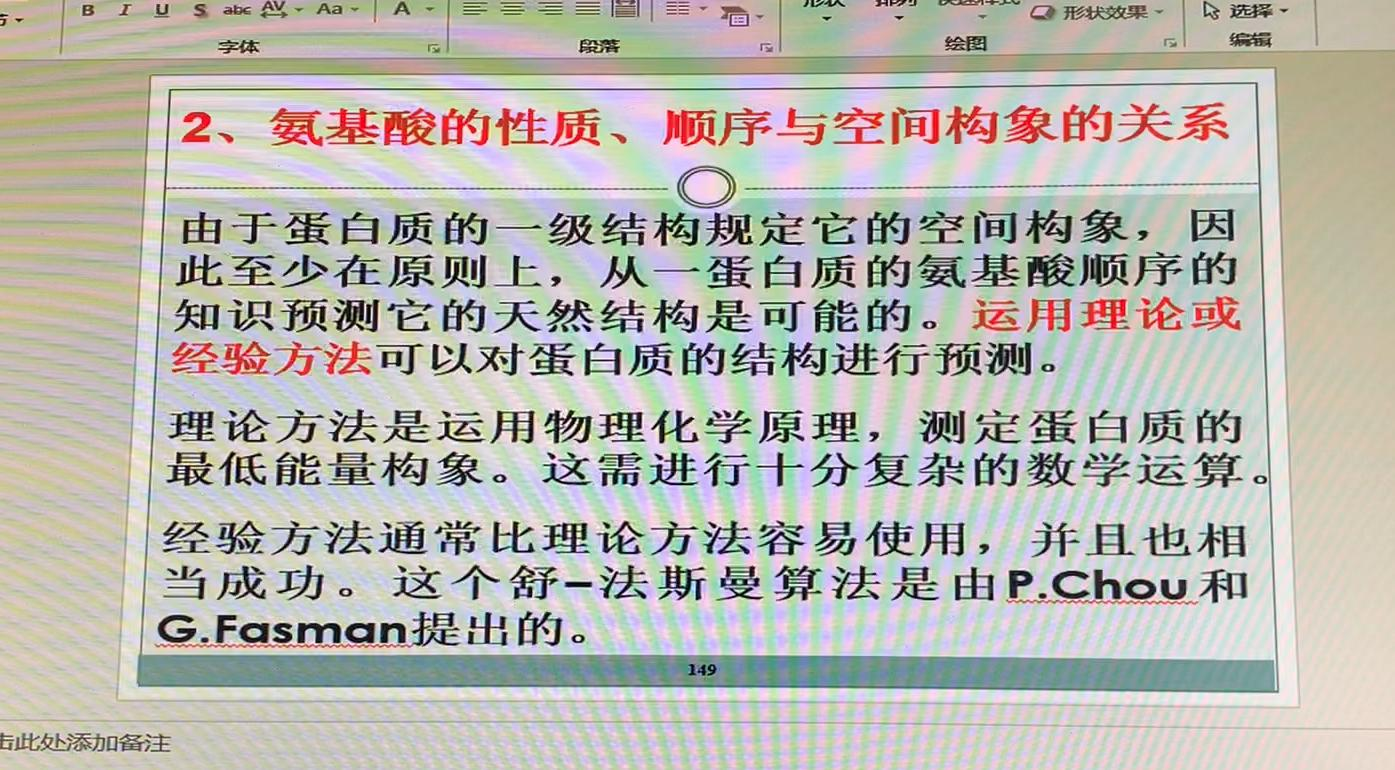 B I U S abc AV Aa A
形状效果 选择
字体 段落 绘图 编辑
2、氨基酸的性质、顺序与空间构象的关系
由于蛋白质的一级结构规定它的空间构象，因
此至少在原则上，从一蛋白质的氨基酸顺序的
知识预测它的天然结构是可能的。运用理论或
经验方法可以对蛋白质的结构进行预测。
理论方法是运用物理化学原理，测定蛋白质的
最低能量构象。这需进行十分复杂的数学运算。
经验方法通常比理论方法容易使用，并且也相
当成功。这个舒-法斯曼算法是由P.Chou和
G.Fasman提出的。
149
击此处添加备注